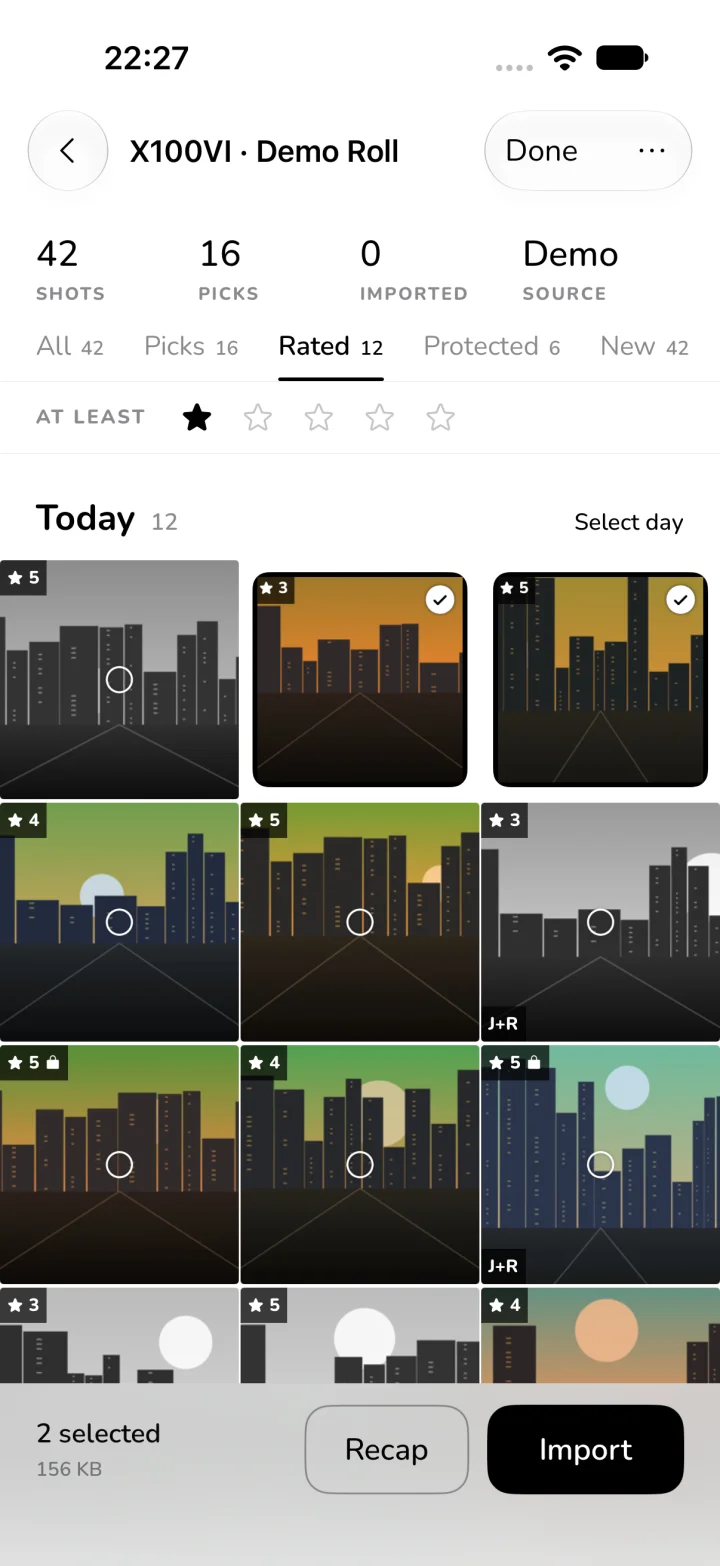 22:27
X100VI · Demo Roll
Done ···
42 16 0 Demo
SHOTS PICKS IMPORTED SOURCE
All 42 Picks 16 Rated 12 Protected 6 New 42
AT LEAST
Today 12 Select day
5 3 5
4 5 3
J+R
5 4 5
J+R
3 5 4
2 selected
156 KB
Recap Import